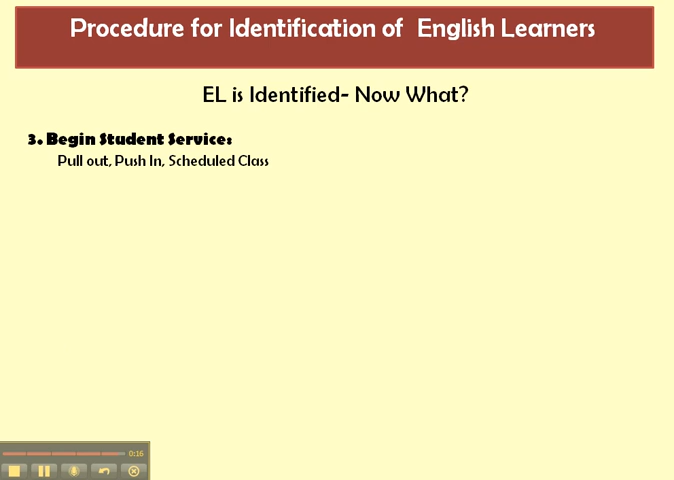 Procedure for Identification of English Learners
EL is Identified- Now What?
3. Begin Student Service:
Pull out, Push In, Scheduled Class
0:16